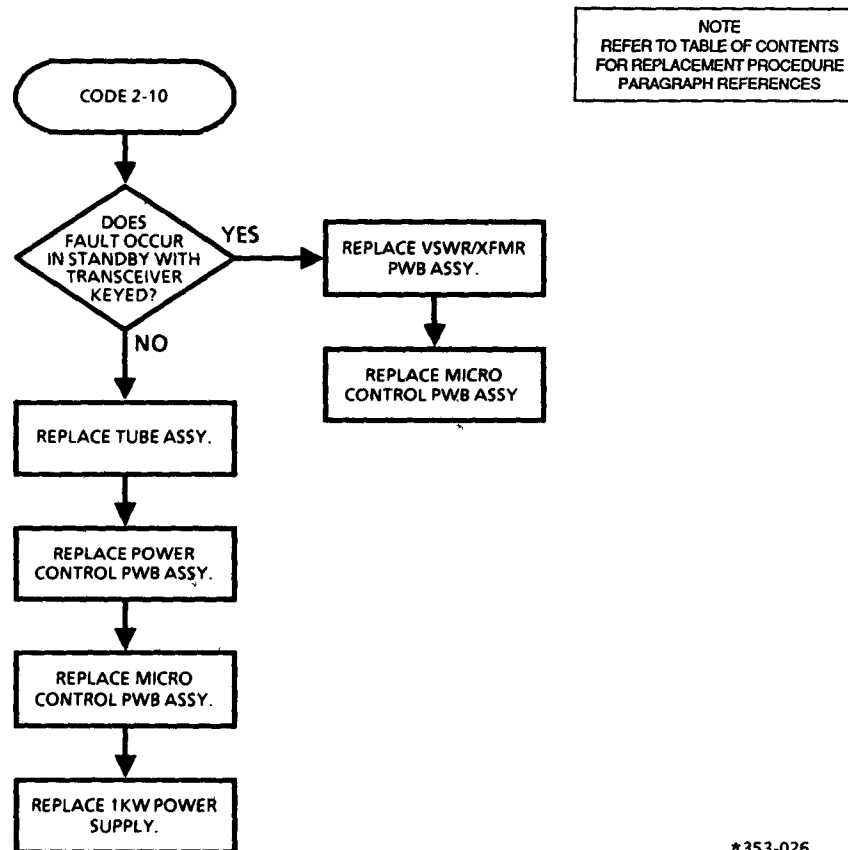 NOTE
REFER TO TABLE OF CONTENTS
FOR REPLACEMENT PROCEDURE
PARAGRAPH REFERENCES
CODE 2-10
DOES
FAULT OCCUR
IN STANDBY WITH
TRANSCEIVER
KEYED?
YES
REPLACE VSWR/XFMR
PWB ASSY.
REPLACE MICRO
CONTROL PWB ASSY
NO
REPLACE TUBE ASSY.
REPLACE POWER
CONTROL PWB ASSY.
REPLACE MICRO
CONTROL PWB ASSY.
REPLACE 1KW POWER
SUPPLY.
*353-026